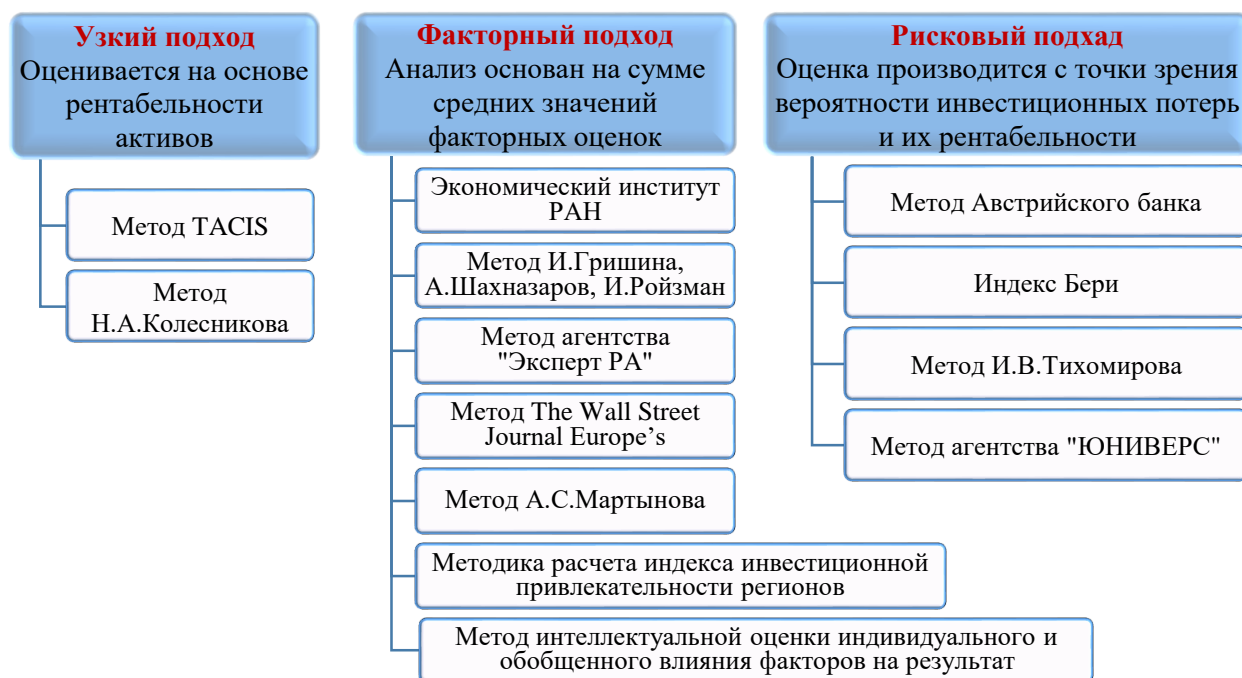 Узкий подход
Оценивается на основе
рентабельности
активов
Метод TACIS
Метод
Н.А.Колесникова
Факторный подход
Анализ основан на сумме
средних значений
факторных оценок
Экономический институт
РАН
Метод И.Гришина,
А.Шахназаров, И.Ройзман
Метод агентства
"Эксперт РА"
Метод The Wall Street
Journal Europe’s
Метод А.С.Мартынова
Методика расчета индекса инвестиционной
привлекательности регионов
Метод интеллектуальной оценки индивидуального и
обобщенного влияния факторов на результат
Рисковый подхад
Оценка производится с точки зрения
вероятности инвестиционных потерь
и их рентабельности
Метод Австрийского банка
Индекс Бери
Метод И.В.Тихомирова
Метод агентства "ЮНИВЕРС"